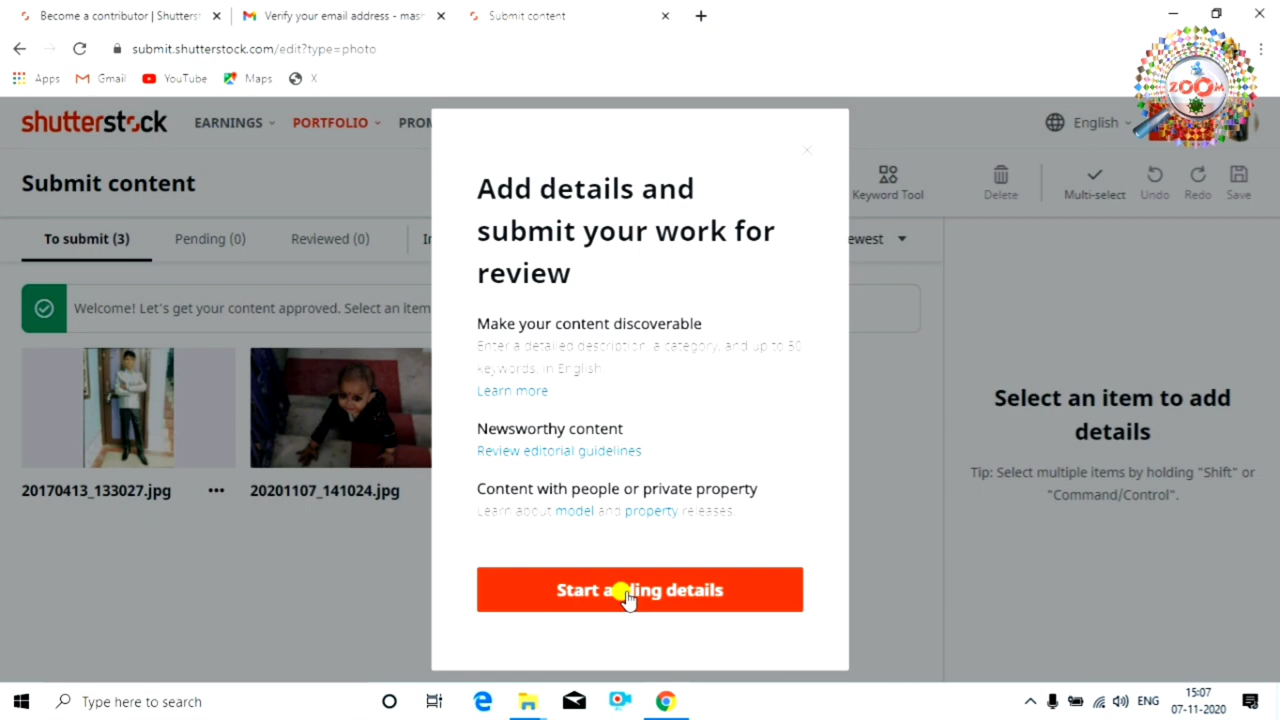 Become a contributor | Shutterst
Verify your email address - mas
Submit content
submit.shutterstock.com/edit?type=photo
Apps
Gmail
YouTube
Maps
X
ZOOM
shutterstock
EARNINGS
PORTFOLIO
English
Submit content
Keyword Tool
Delete
Multi-select
Undo
Redo
Save
To submit (3)
Pending (0)
Reviewed (0)
Welcome! Let's get your content approved. Select an item
Add details and
submit your work for
review
Make your content discoverable
Enter a detailed description, a category, and up to 50
keywords, in English.
Learn more
Newsworthy content
Review editorial guidelines
Content with people or private property
Learn about model and property releases.
Start adding details
20170413_133027.jpg
20201107_141024.jpg
Select an item to add
details
Tip: Select multiple items by holding "Shift" or
"Command/Control".
Type here to search
ENG
15:07
07-11-2020